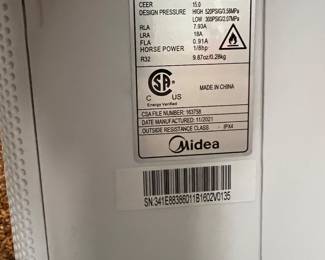 CEER 15.0
DESIGN PRESSURE HIGH 520PSIG/3.58MPa
LOW 300PSIG/2.07MPa
RLA 7.93A
LRA 18A
FLA 0.91A
HORSE POWER 1/8hp
R32 9.87oz/0.28kg
C US
Energy Verified
MADE IN CHINA
CSA FILE NUMBER: 163758
DATE MANUFACTURED: 11/2021
OUTSIDE RESISTANCE CLASS: IPX4
Midea
SN:341E88386011B1602V0135